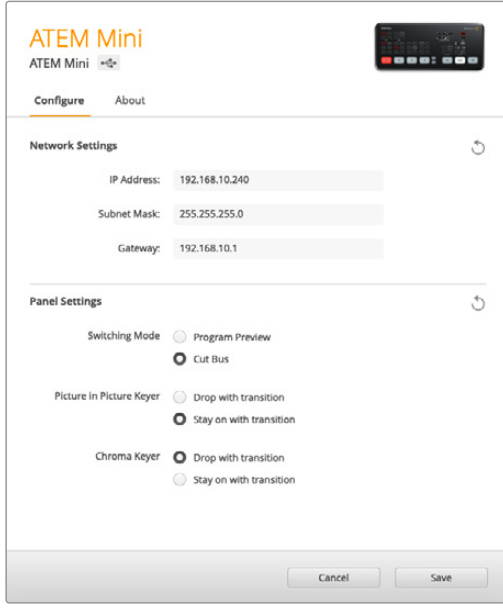 ATEM Mini
ATEM Mini
Configure About
Network Settings
IP Address: 192.168.10.240
Subnet Mask: 255.255.255.0
Gateway: 192.168.10.1
Panel Settings
Switching Mode Program Preview
Cut Bus
Picture in Picture Keyer Drop with transition
Stay on with transition
Chroma Keyer Drop with transition
Stay on with transition
Cancel Save